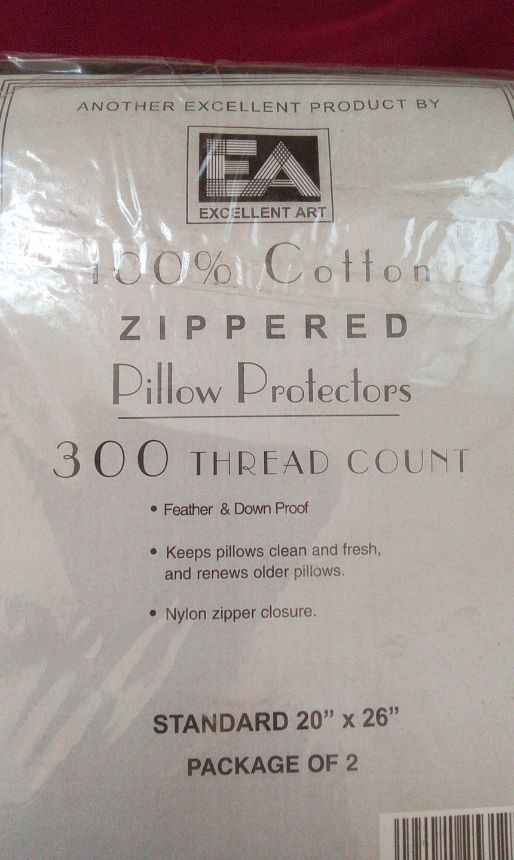 ANOTHER EXCELLENT PRODUCT BY
EA
EXCELLENT ART
100% Cotton
ZIPPERED
Pillow Protectors
300 THREAD COUNT
• Feather & Down Proof
• Keeps pillows clean and fresh,
and renews older pillows.
• Nylon zipper closure.
STANDARD 20” x 26”
PACKAGE OF 2